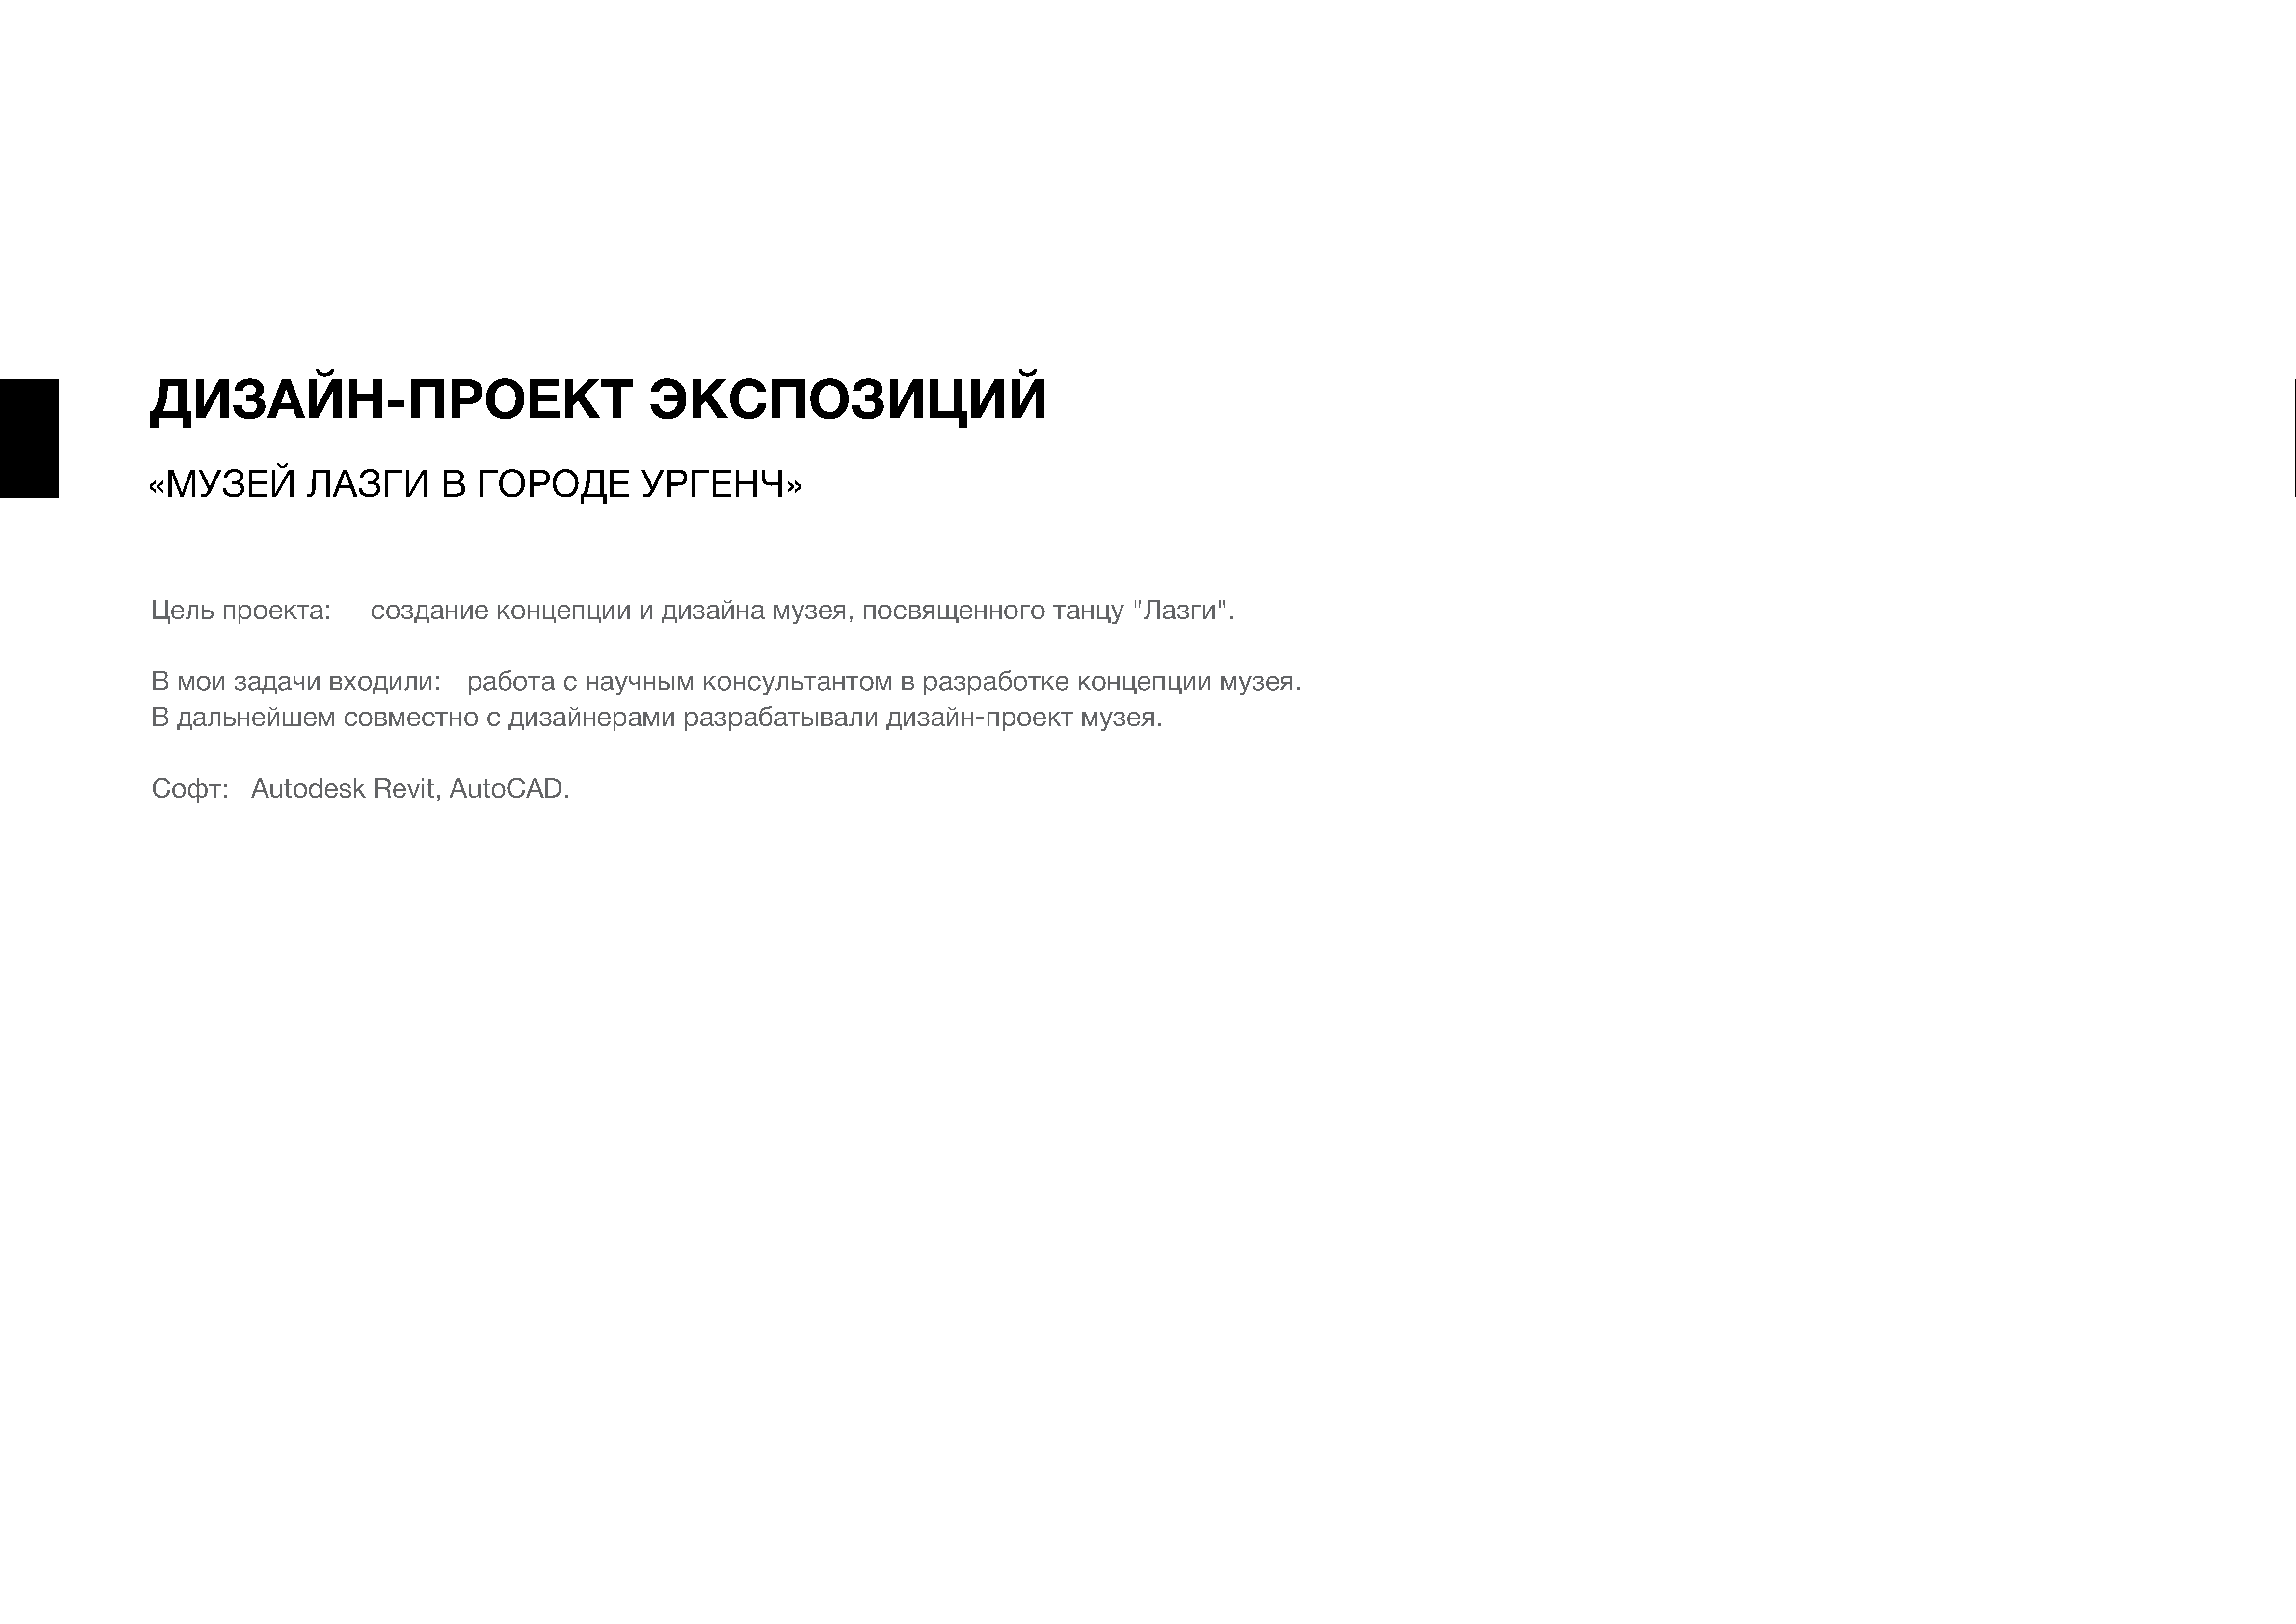 ДИЗАЙН-ПРОЕКТ ЭКСПОЗИЦИЙ
«МУЗЕЙ ЛАЗГИ В ГОРОДЕ УРГЕНЧ»
Цель проекта: создание концепции и дизайна музея, посвященного танцу "Лазги".
В мои задачи входили: работа с научным консультантом в разработке концепции музея.
В дальнейшем совместно с дизайнерами разрабатывали дизайн-проект музея.
Софт: Autodesk Revit, AutoCAD.